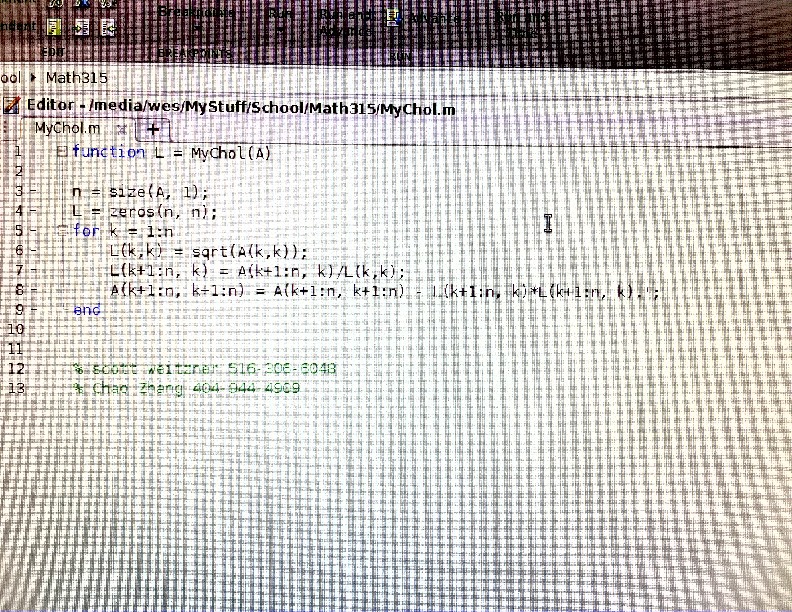 Breakpoints Run Run and Advance Run and
Advance Time
EDIT BREAKPOINTS RUN
ool ▸ Math315
Editor - /media/wes/MyStuff/School/Math315/MyChol.m
MyChol.m × +
1 function L = MyChol(A)
2
3 - n = size(A, 1);
4 - L = zeros(n, n);
5 - for k = 1:n
6 - L(k,k) = sqrt(A(k,k));
7 - L(k+1:n, k) = A(k+1:n, k)/L(k,k);
8 - A(k+1:n, k+1:n) = A(k+1:n, k+1:n) - L(k+1:n, k)*L(k+1:n, k).';
9 - end
10
11
12 % scott weitzner 516-306-6048
13 % Chao Zhang 404-944-4969